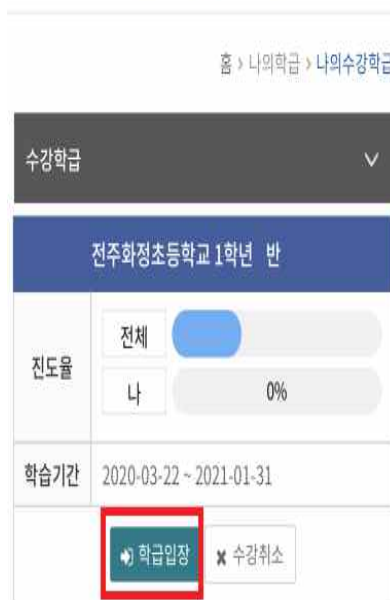 홈 > 나의학급 > 나의수강학급
수강학급
전주화정초등학교 1학년 반
진도율
전체
나 0%
학습기간 2020-03-22 ~ 2021-01-31
학급입장 × 수강취소